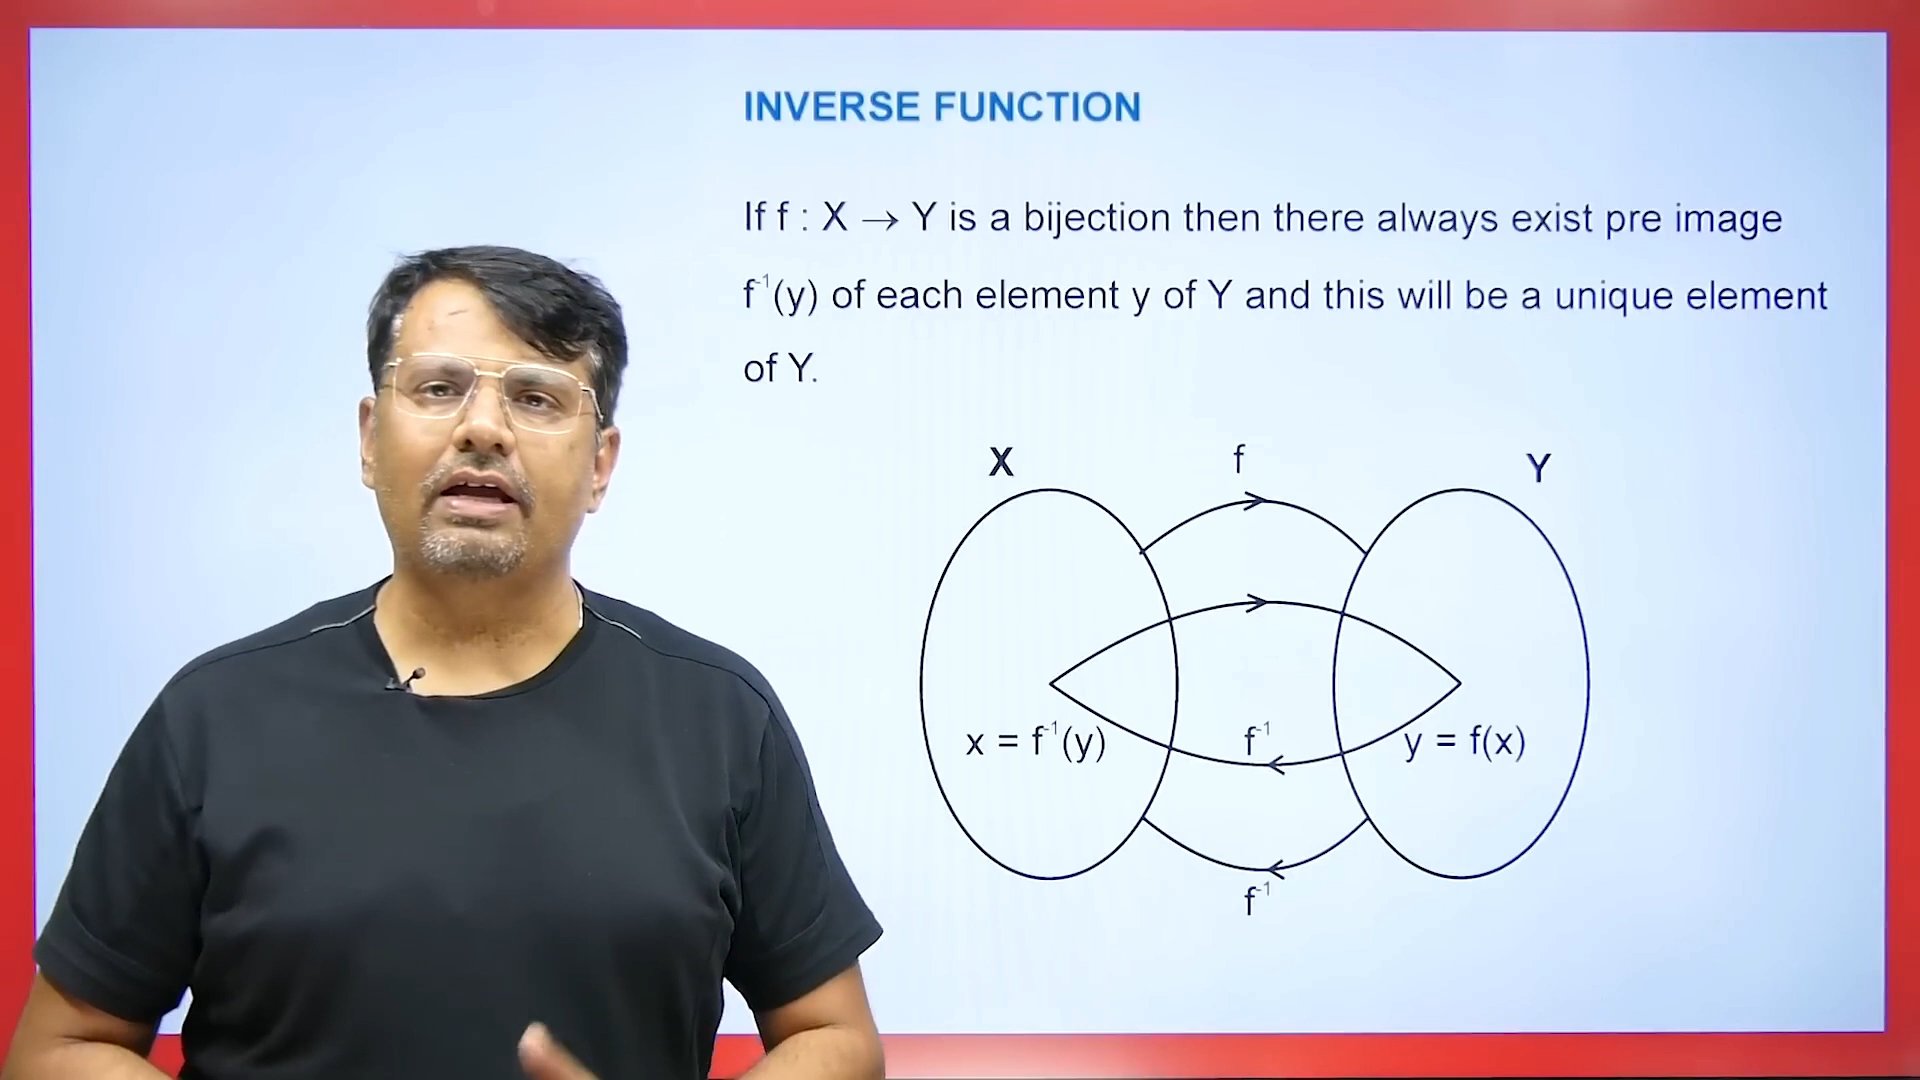 INVERSE FUNCTION
If f : X → Y is a bijection then there always exist pre image
f⁻¹(y) of each element y of Y and this will be a unique element
of Y.
X f Y
x = f⁻¹(y) f⁻¹ y = f(x)
f⁻¹